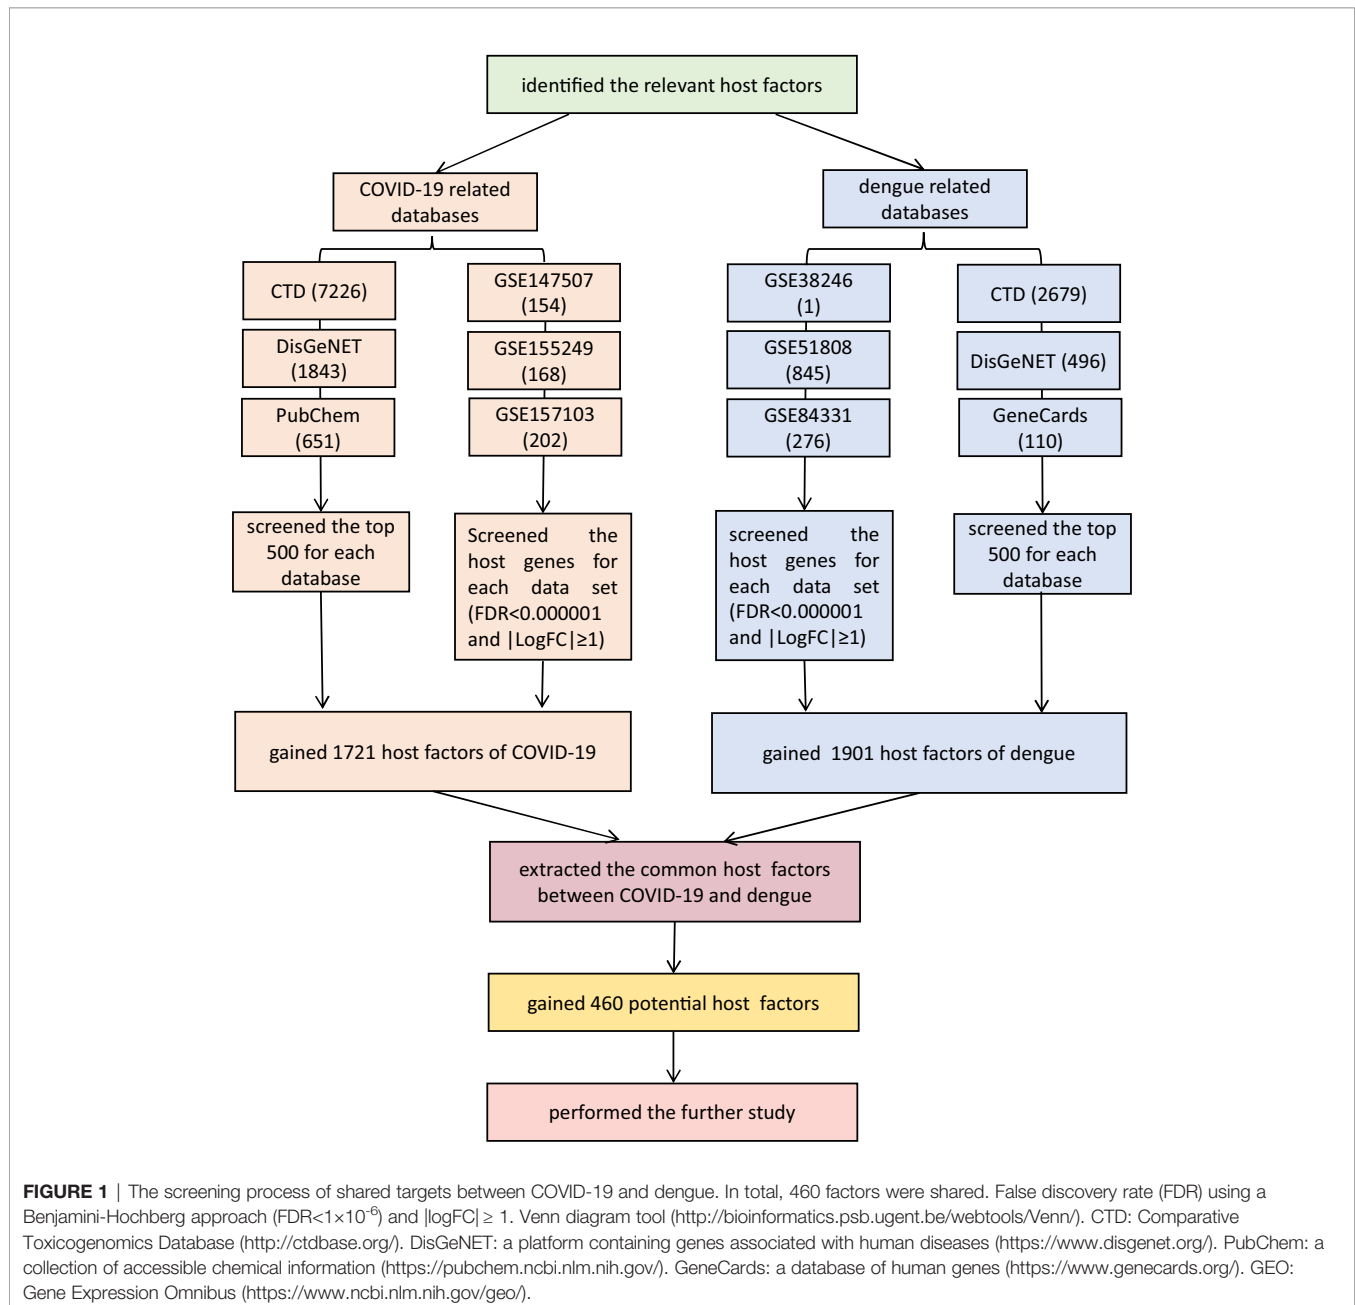 identified the relevant host factors
COVID-19 related
databases
dengue related
databases
CTD (7226)
DisGeNET
(1843)
PubChem
(651)
GSE147507
(154)
GSE155249
(168)
GSE157103
(202)
GSE38246
(1)
GSE51808
(845)
GSE84331
(276)
CTD (2679)
DisGeNET (496)
GeneCards
(110)
screened the top
500 for each
database
Screened the
host genes for
each data set
(FDR<0.000001
and |LogFC|≥1)
screened the
host genes for
each data set
(FDR<0.000001
and |LogFC|≥1)
screened the top
500 for each
database
gained 1721 host factors of COVID-19
gained 1901 host factors of dengue
extracted the common host factors
between COVID-19 and dengue
gained 460 potential host factors
performed the further study
FIGURE 1 | The screening process of shared targets between COVID-19 and dengue. In total, 460 factors were shared. False discovery rate (FDR) using a
Benjamini-Hochberg approach (FDR<1×10⁻⁶) and |logFC| ≥ 1. Venn diagram tool (http://bioinformatics.psb.ugent.be/webtools/Venn/). CTD: Comparative
Toxicogenomics Database (http://ctdbase.org/). DisGeNET: a platform containing genes associated with human diseases (https://www.disgenet.org/). PubChem: a
collection of accessible chemical information (https://pubchem.ncbi.nlm.nih.gov/). GeneCards: a database of human genes (https://www.genecards.org/). GEO:
Gene Expression Omnibus (https://www.ncbi.nlm.nih.gov/geo/).